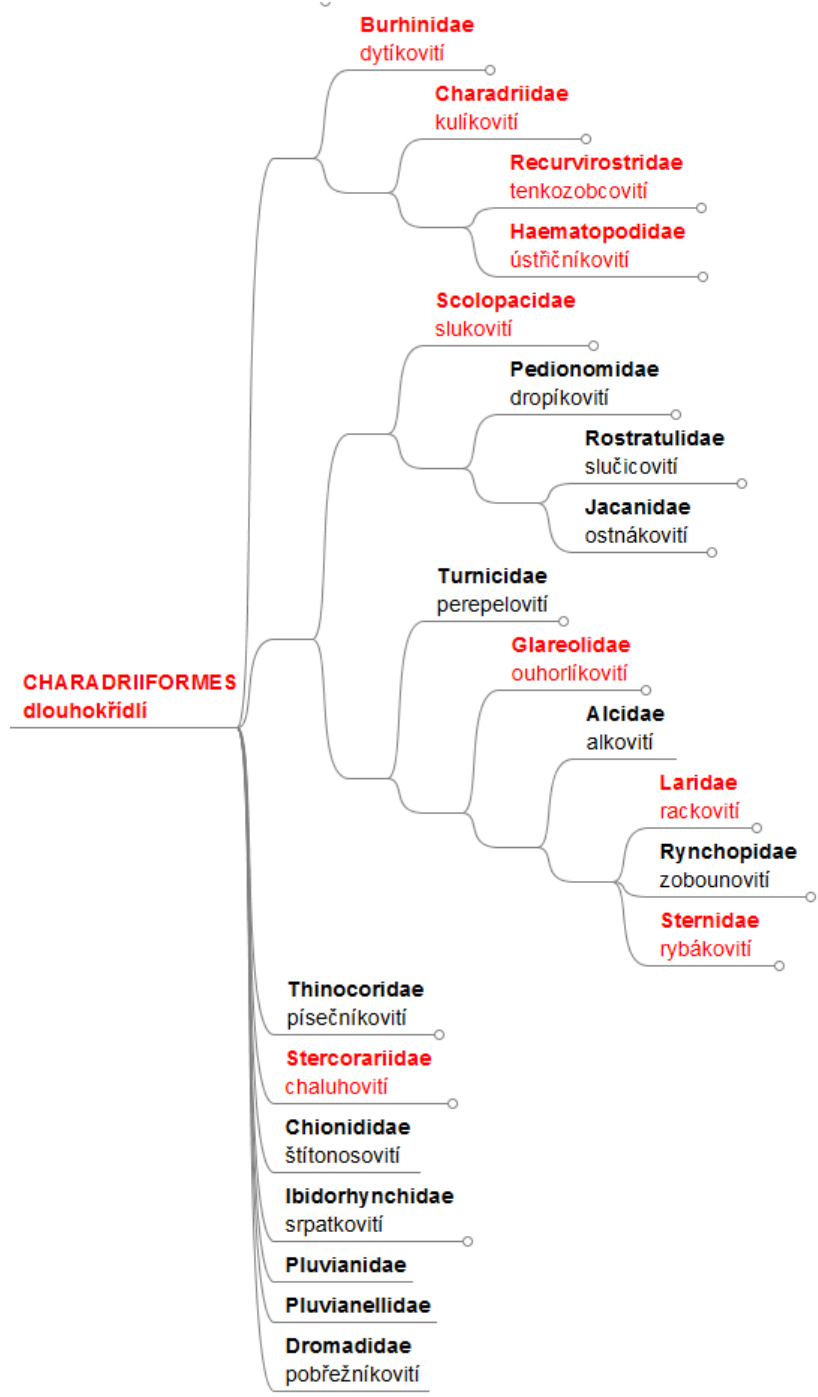 Burhinidae
dytíkovití
Charadriidae
kulíkovití
Recurvirostridae
tenkozobcovití
Haematopodidae
ústřičníkovití
Scolopacidae
slukovití
Pedionomidae
dropíkovití
Rostratulidae
slučicovití
Jacanidae
ostnákovití
Turnicidae
perepelovití
Glareolidae
ouhorlíkovití
CHARADRIIFORMES
dlouhokřídlí
Alcidae
alkovití
Laridae
rackovití
Rynchopidae
zobounovití
Sternidae
rybákovití
Thinocoridae
písečníkovití
Stercorariidae
chaluhovití
Chionididae
štítonosovití
Ibidorhynchidae
srpatkovití
Pluvianidae
Pluvianellidae
Dromadidae
pobřežníkovití